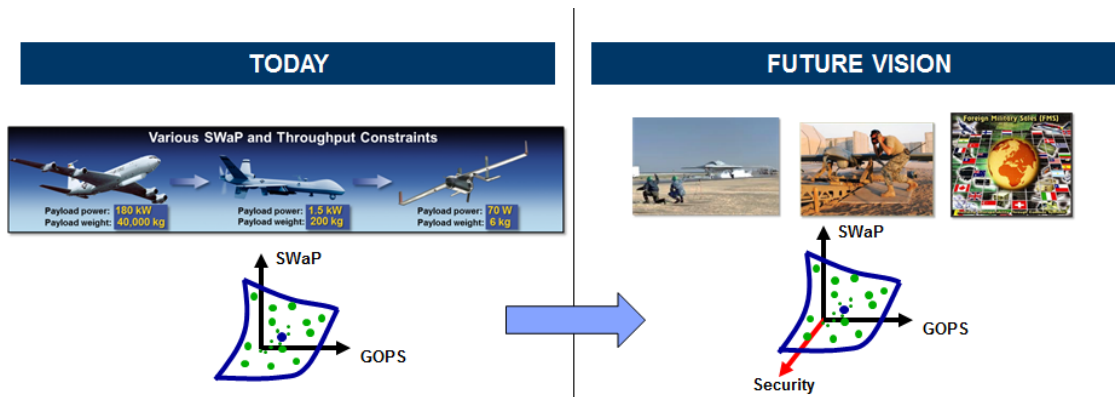 TODAY
Various SWaP and Throughput Constraints
Payload power: 180 kW
Payload weight: 40,000 kg
Payload power: 1.5 kW
Payload weight: 200 kg
Payload power: 70 W
Payload weight: 6 kg
SWaP
GOPS
FUTURE VISION
Foreign Military Sales (FMS)
SWaP
GOPS
Security